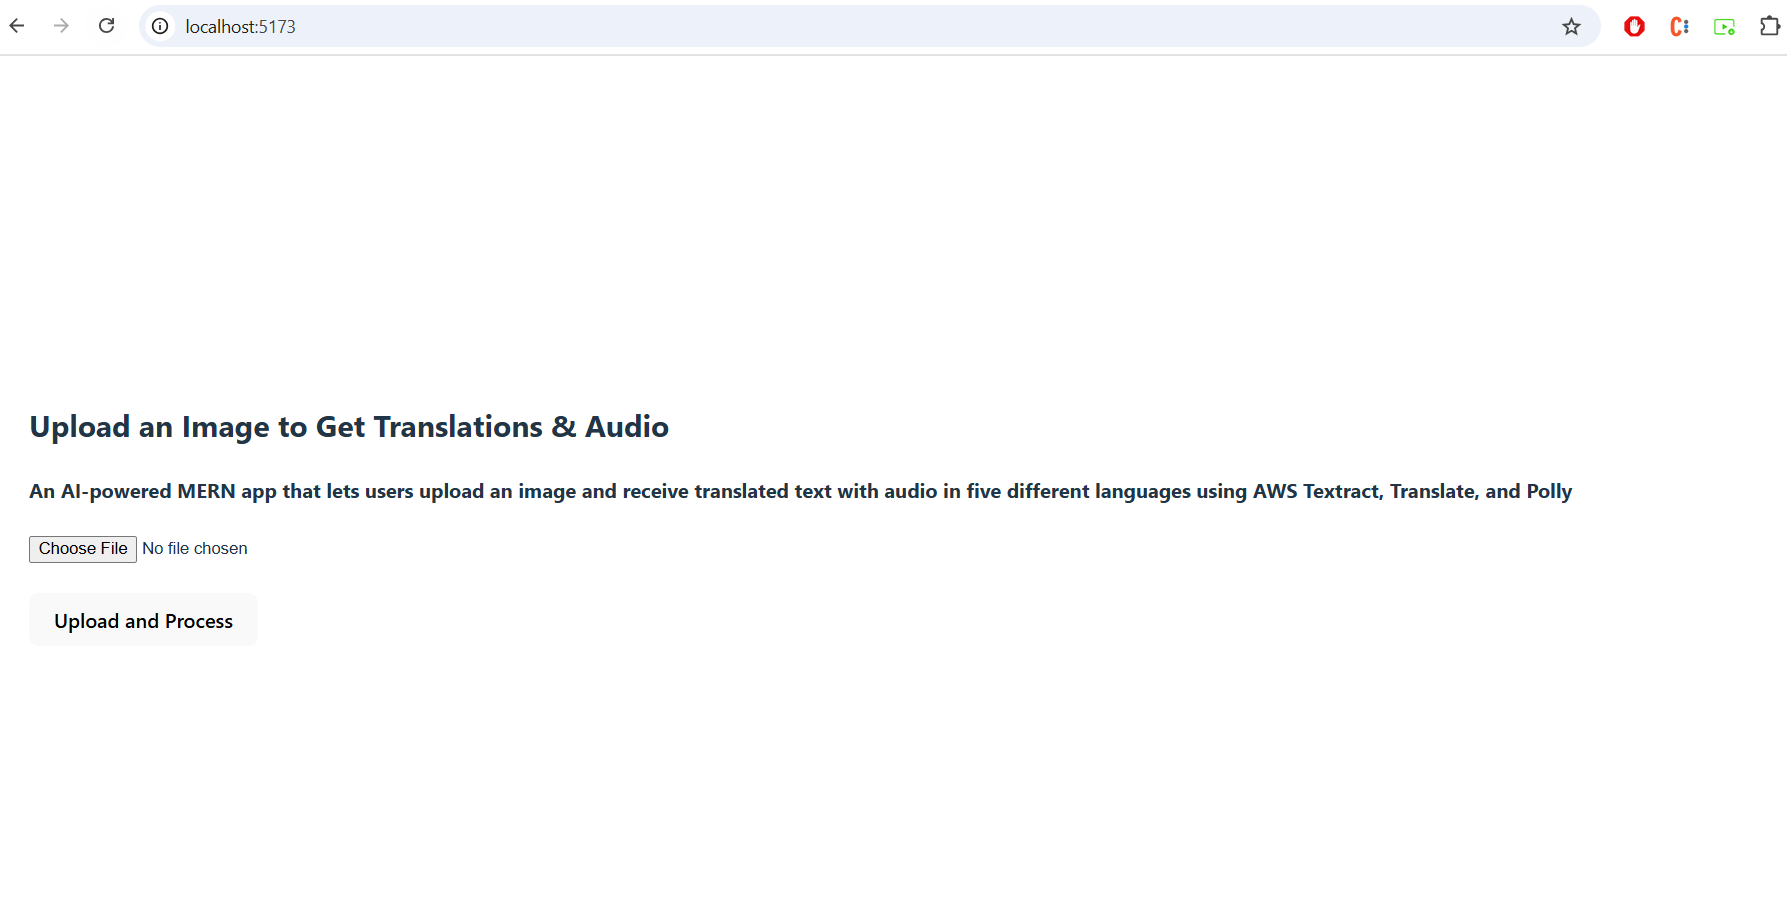 localhost:5173
Upload an Image to Get Translations & Audio
An AI-powered MERN app that lets users upload an image and receive translated text with audio in five different languages using AWS Textract, Translate, and Polly
Choose File No file chosen
Upload and Process